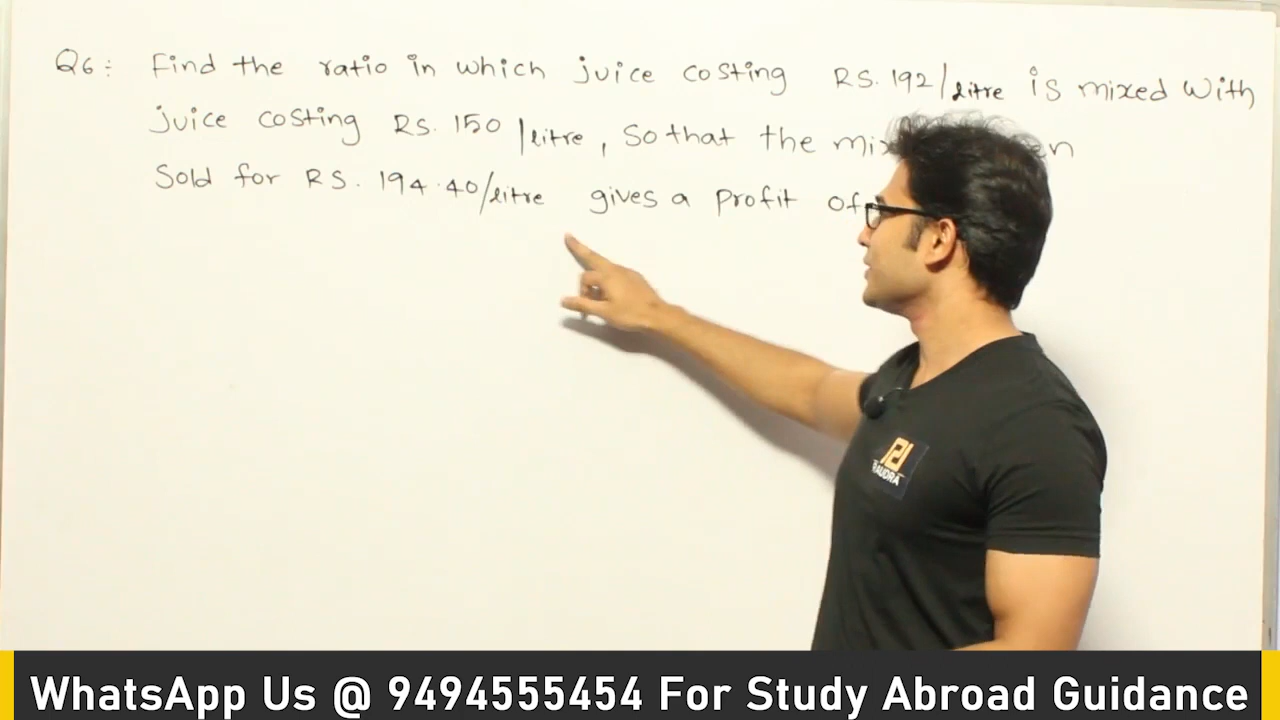 Q6: Find the ratio in which juice costing RS. 192/litre is mixed with
juice costing Rs. 150 /litre, so that the
Sold for RS. 194.40/litre gives a profit of
RAUDRA
WhatsApp Us @ 9494555454 For Study Abroad Guidance